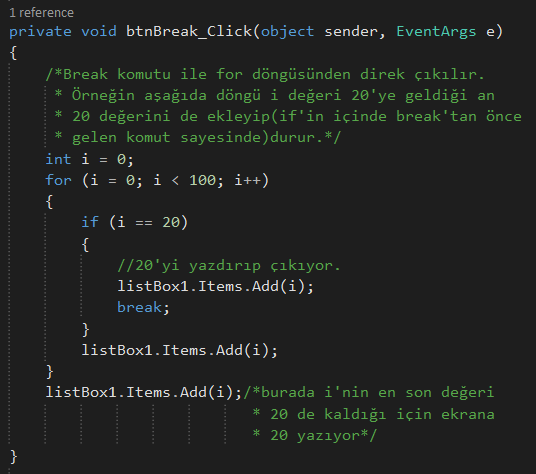 1 reference
private void btnBreak_Click(object sender, EventArgs e)
{
/*Break komutu ile for döngüsünden direk çıkılır.
* Örneğin aşağıda döngü i değeri 20'ye geldiği an
* 20 değerini de ekleyip(if'in içinde break'tan önce
* gelen komut sayesinde)durur.*/
int i = 0;
for (i = 0; i < 100; i++)
{
if (i == 20)
{
//20'yi yazdırıp çıkıyor.
listBox1.Items.Add(i);
break;
}
listBox1.Items.Add(i);
}
listBox1.Items.Add(i);/*burada i'nin en son değeri
* 20 de kaldığı için ekrana
* 20 yazıyor*/
}